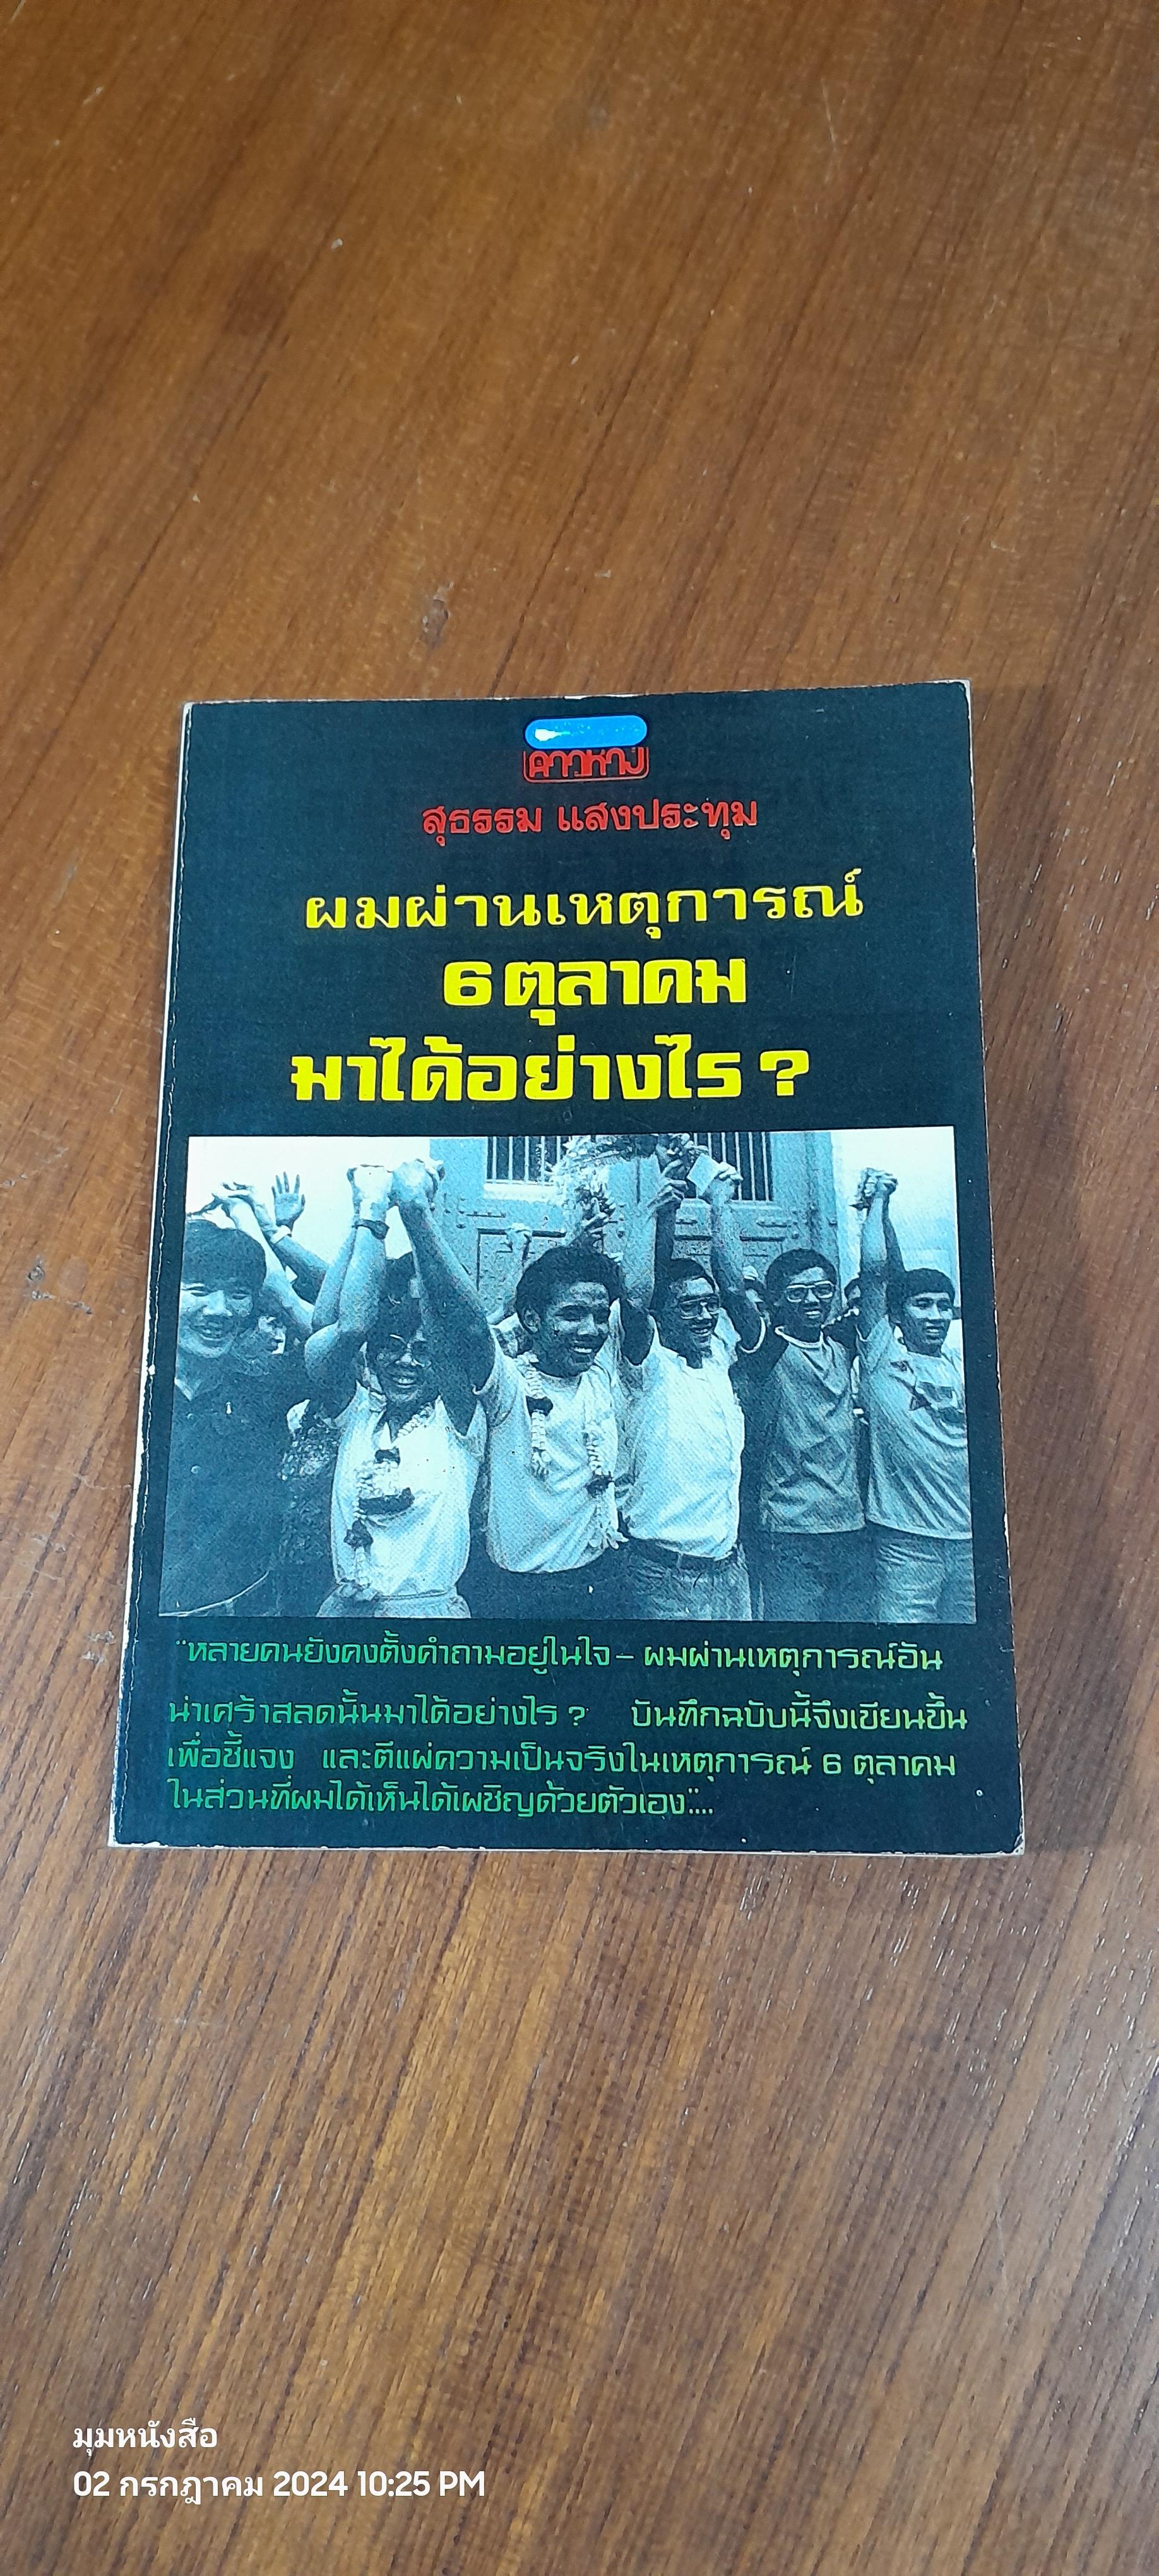 ดาวหาง
สุธรรม แสงประทุม
ผมผ่านเหตุการณ์
6 ตุลาคม
มาได้อย่างไร ?
"หลายคนยังคงตั้งคำถามอยู่ในใจ – ผมผ่านเหตุการณ์อัน
น่าเศร้าสลดนั้นมาได้อย่างไร ? บันทึกฉบับนี้จึงเขียนขึ้น
เพื่อชี้แจง และตีแผ่ความเป็นจริงในเหตุการณ์ 6 ตุลาคม
ในส่วนที่ผมได้เห็นได้เผชิญด้วยตัวเอง"...
มุมหนังสือ
02 กรกฎาคม 2024 10:25 PM